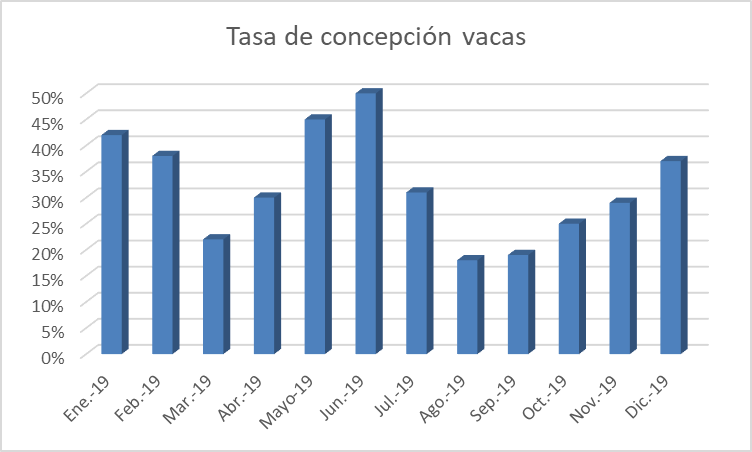 Tasa de concepción vacas
50%
45%
40%
35%
30%
25%
20%
15%
10%
5%
0%
Ene.-19
Feb.-19
Mar.-19
Abr.-19
Mayo-19
Jun.-19
Jul.-19
Ago.-19
Sep.-19
Oct.-19
Nov.-19
Dic.-19